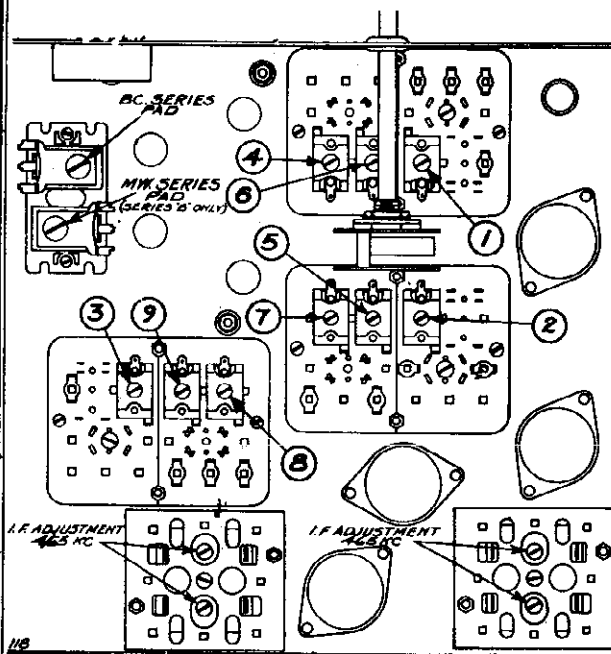 BC. SERIES
PAD
MW. SERIES
PAD
(SERIES "B" ONLY)
4
6
1
5
7
2
3
9
8
I.F. ADJUSTMENT
465 KC
I.F. ADJUSTMENT
465 KC
118